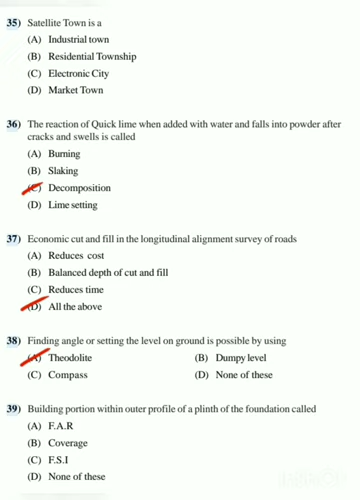 35) Satellite Town is a
(A) Industrial town
(B) Residential Township
(C) Electronic City
(D) Market Town
36) The reaction of Quick lime when added with water and falls into powder after
cracks and swells is called
(A) Burning
(B) Slaking
(C) Decomposition
(D) Lime setting
37) Economic cut and fill in the longitudinal alignment survey of roads
(A) Reduces cost
(B) Balanced depth of cut and fill
(C) Reduces time
(D) All the above
38) Finding angle or setting the level on ground is possible by using
(A) Theodolite (B) Dumpy level
(C) Compass (D) None of these
39) Building portion within outer profile of a plinth of the foundation called
(A) F.A.R
(B) Coverage
(C) F.S.I
(D) None of these